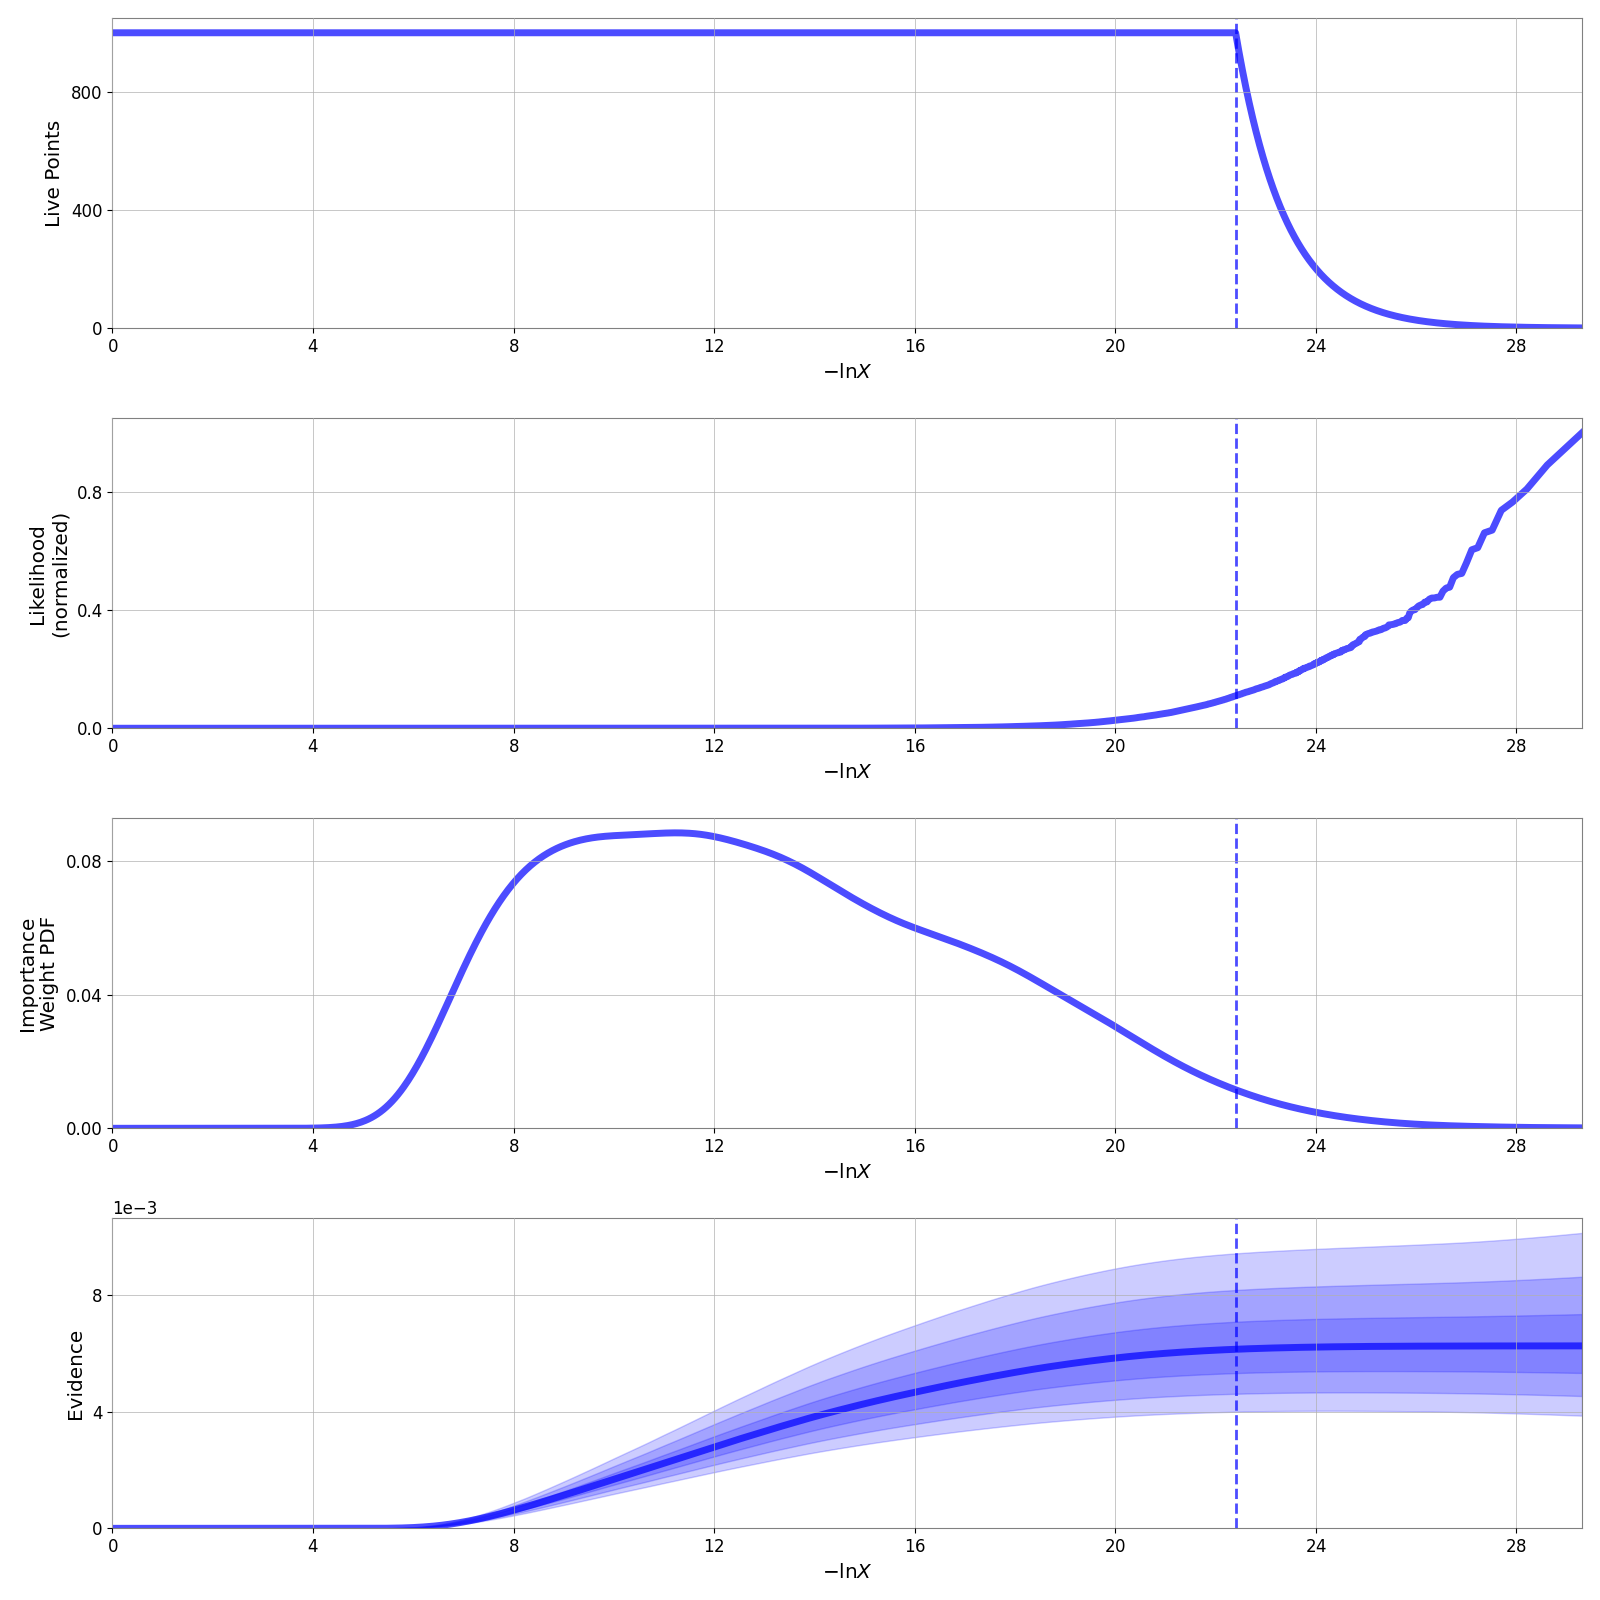 800
400
0
Live Points
0 4 8 12 16 20 24 28
−lnX
0.8
0.4
0.0
Likelihood
(normalized)
0 4 8 12 16 20 24 28
−lnX
0.08
0.04
0.00
Importance
Weight PDF
0 4 8 12 16 20 24 28
−lnX
1e−3
8
4
0
Evidence
0 4 8 12 16 20 24 28
−lnX